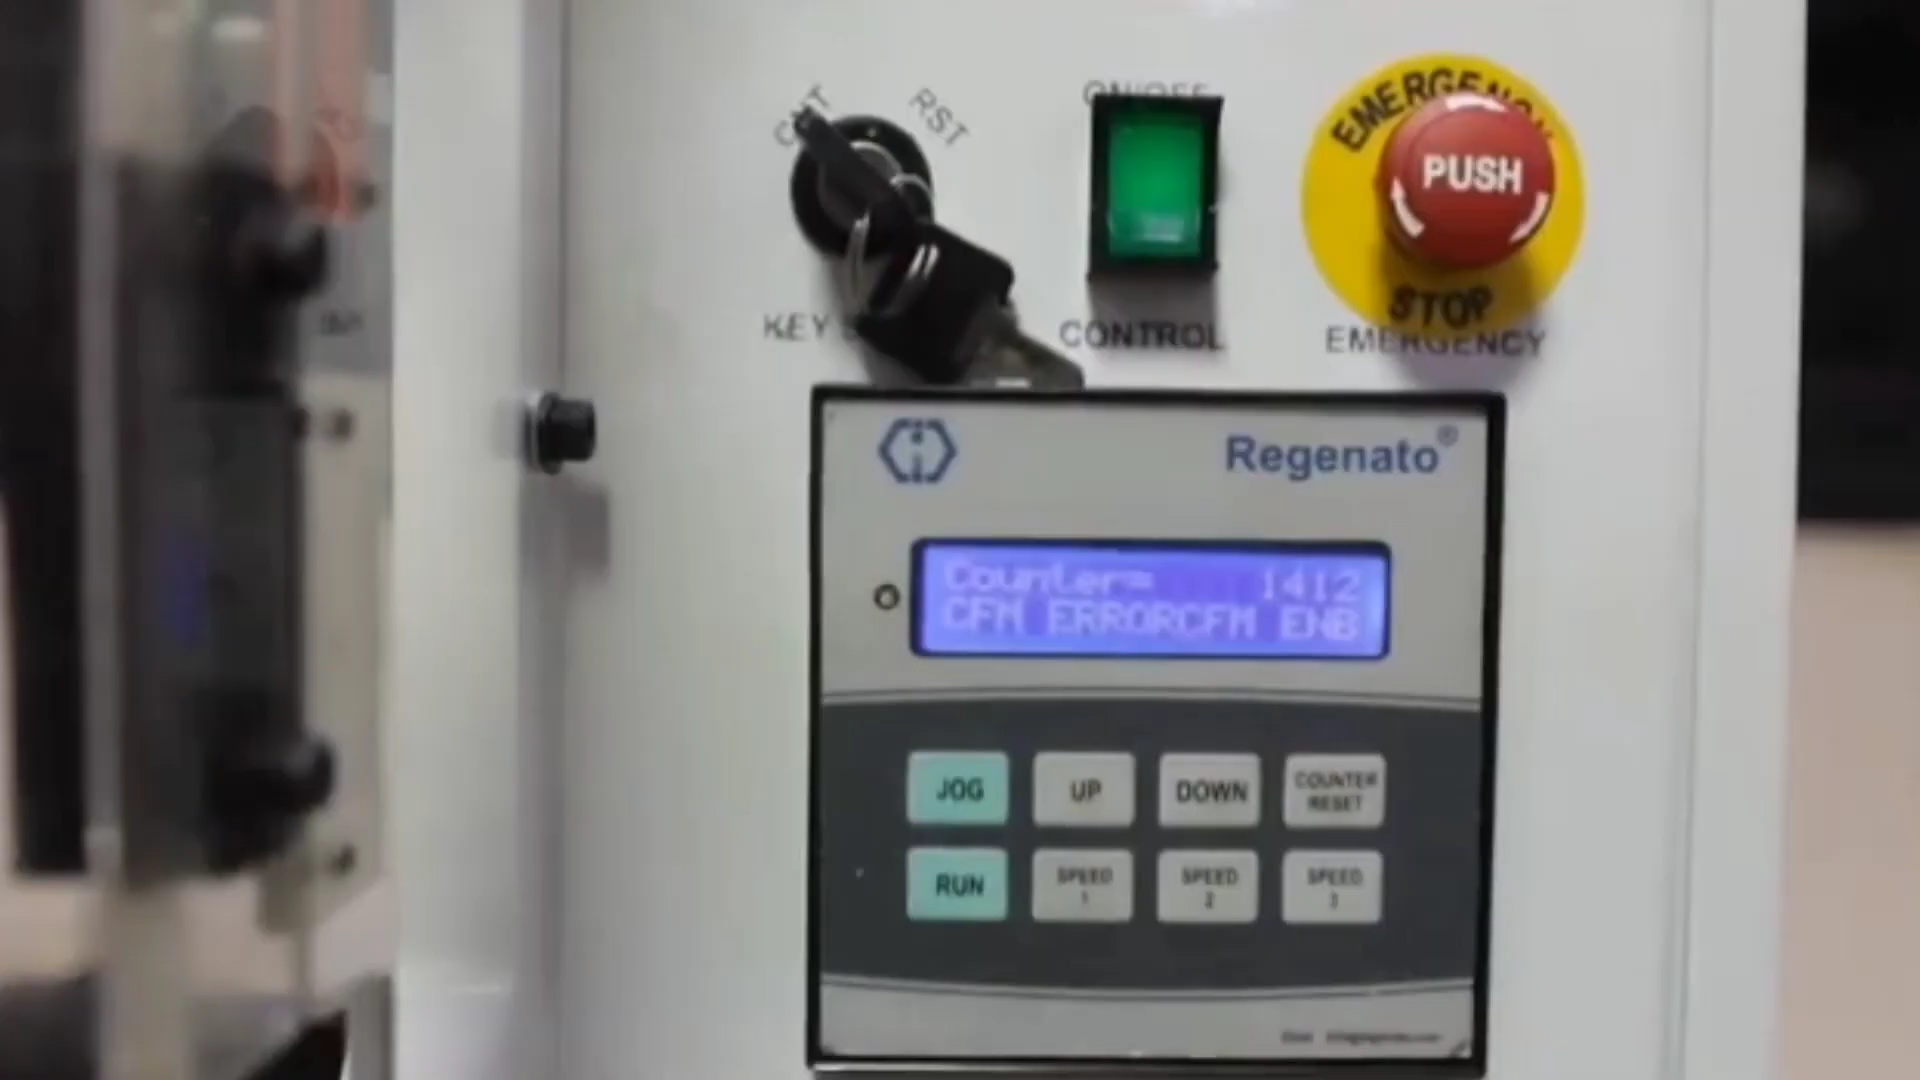 CNT
RST
ON/OFF
EMERGENCY
PUSH
STOP
KEY
CONTROL
EMERGENCY
Regenato®
Counter= 1412
CFM ERRORCFM ENB
JOG
UP
DOWN
COUNTER
RESET
RUN
SPEED
1
SPEED
2
SPEED
3